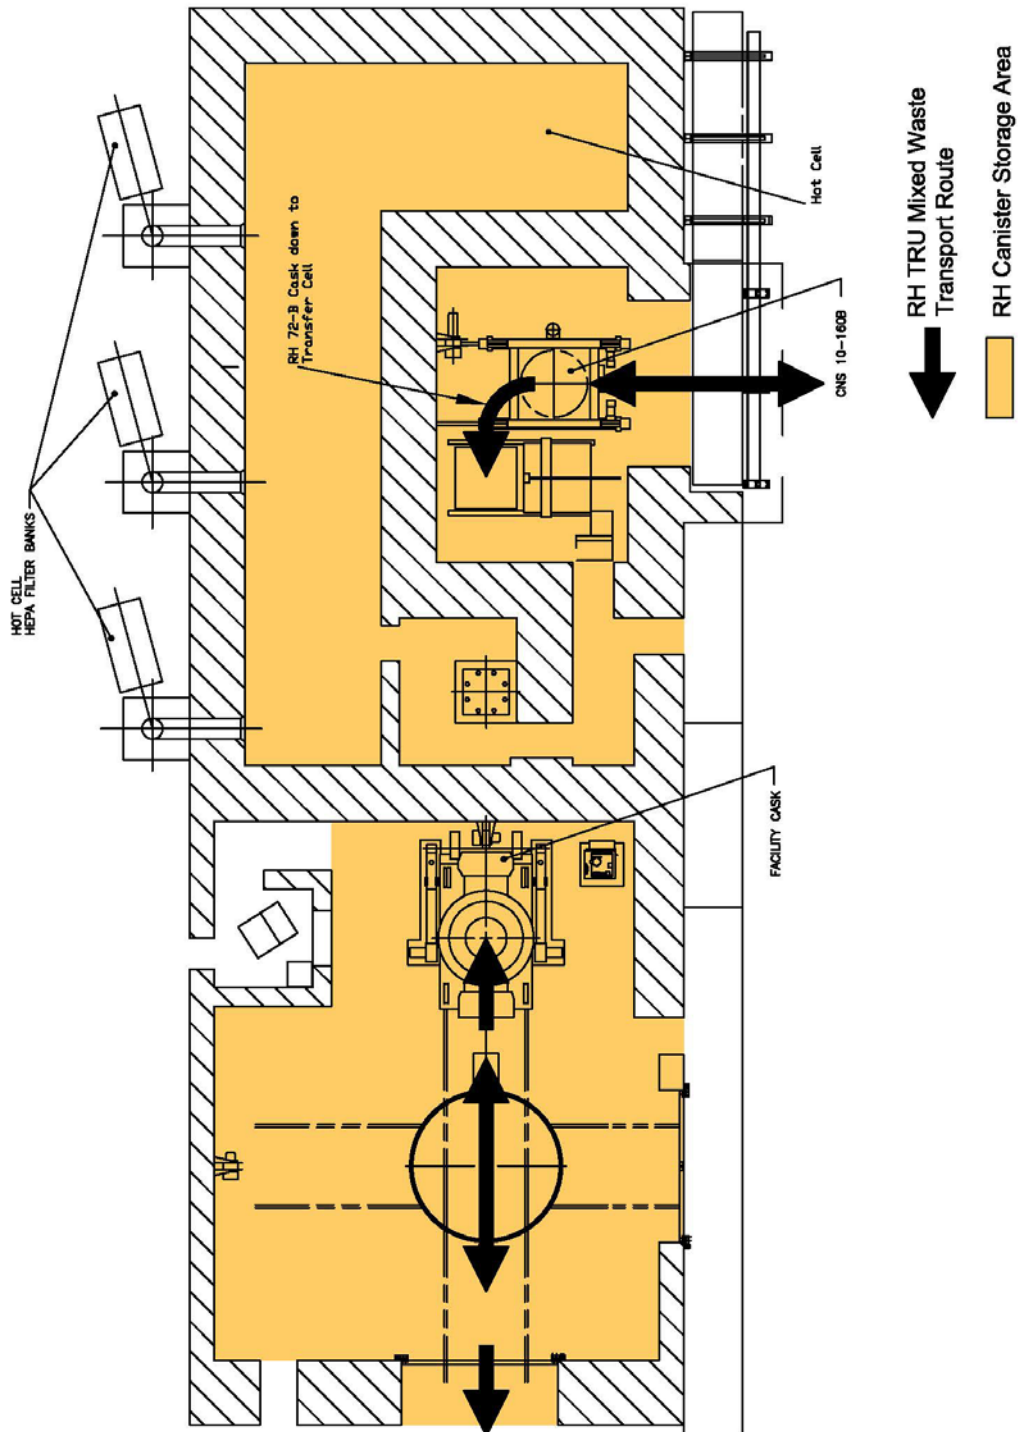 HOT CELL
HEPA FILTER BANKS
RH 72-B Cask down to
Transfer Cell
Hot Cell
CNS 10-160B
FACILITY CASK
RH TRU Mixed Waste
Transport Route
RH Canister Storage Area